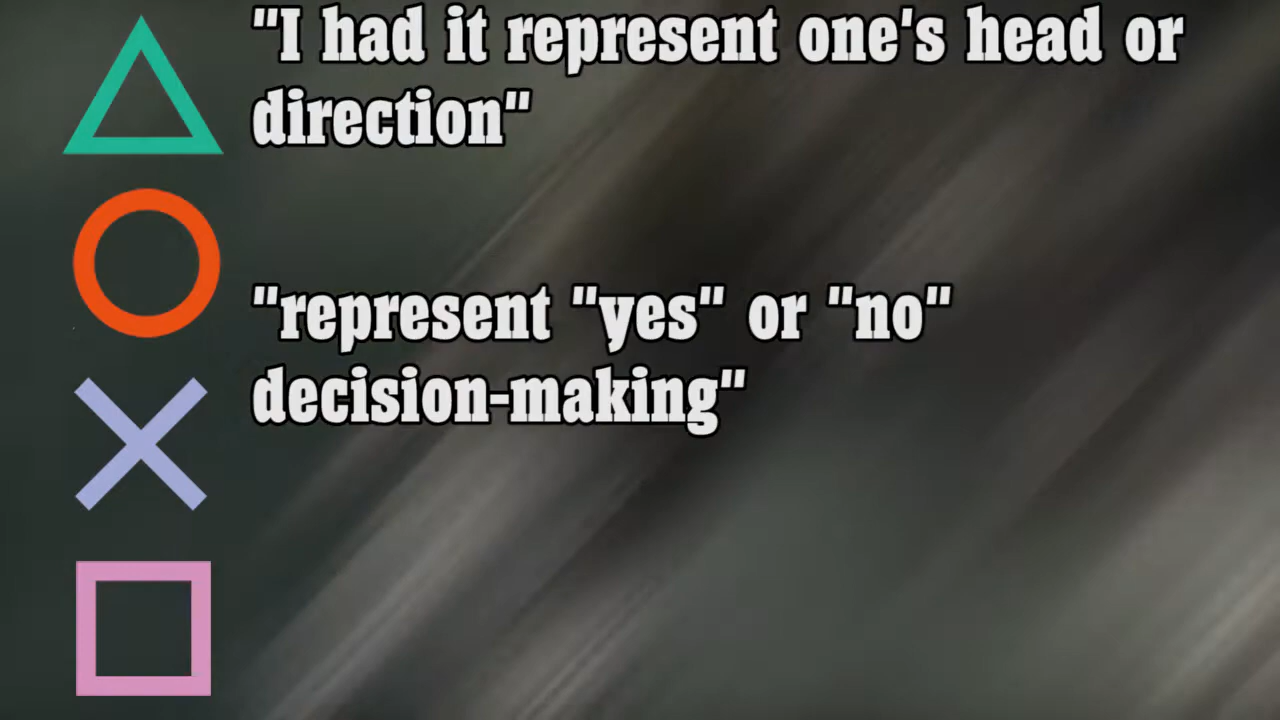 "I had it represent one's head or
direction"
"represent "yes" or "no"
decision-making"